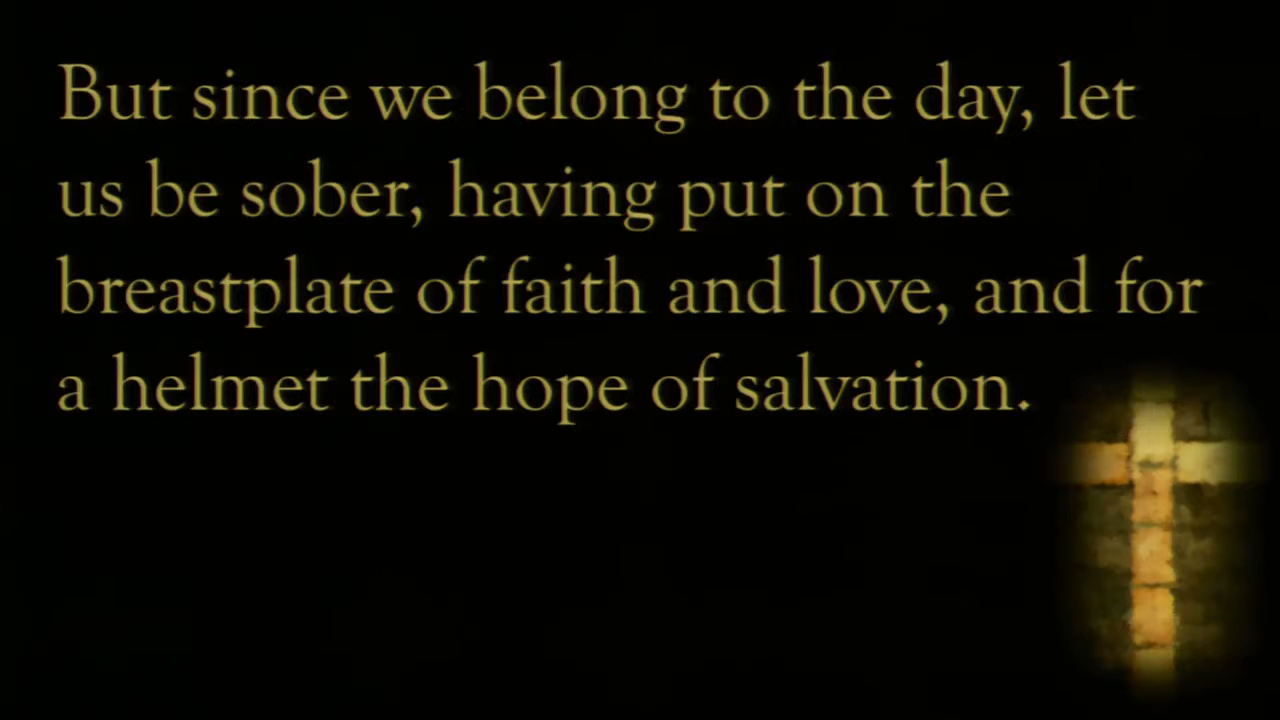 But since we belong to the day, let
us be sober, having put on the
breastplate of faith and love, and for
a helmet the hope of salvation.